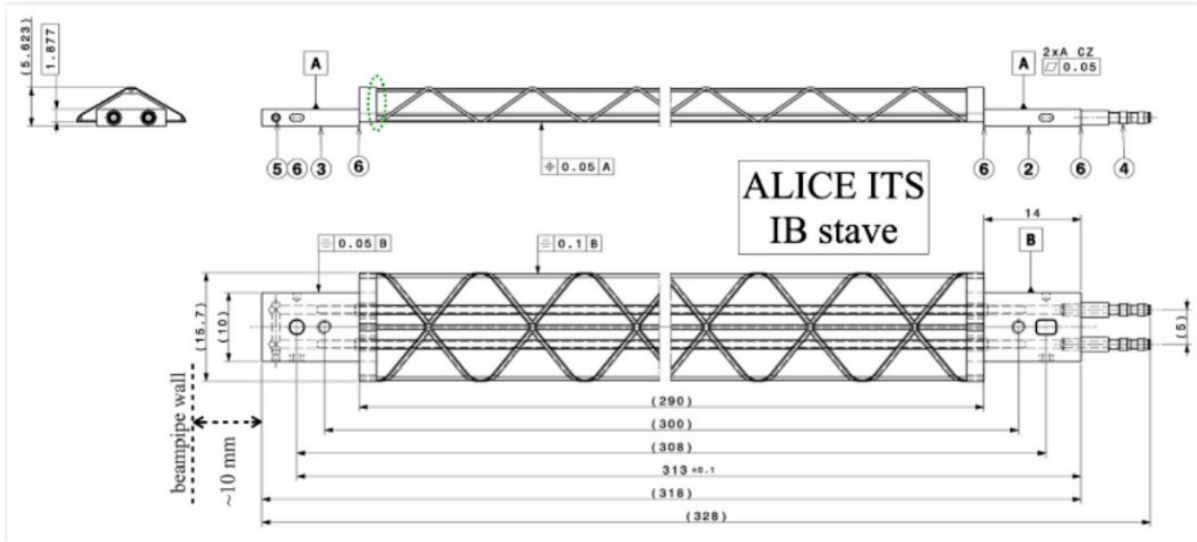 (5.623)
1.877
A
A
2xA CZ
⏥ 0.05
5 6 3 6
⌖ 0.05 A
6 2 6 4
ALICE ITS
IB stave
14
⌯ 0.05 B
⌯ 0.1 B
B
(15.7)
(10)
(5)
beampipe wall
~10 mm
(290)
(300)
(308)
313 ±0.1
(318)
(328)